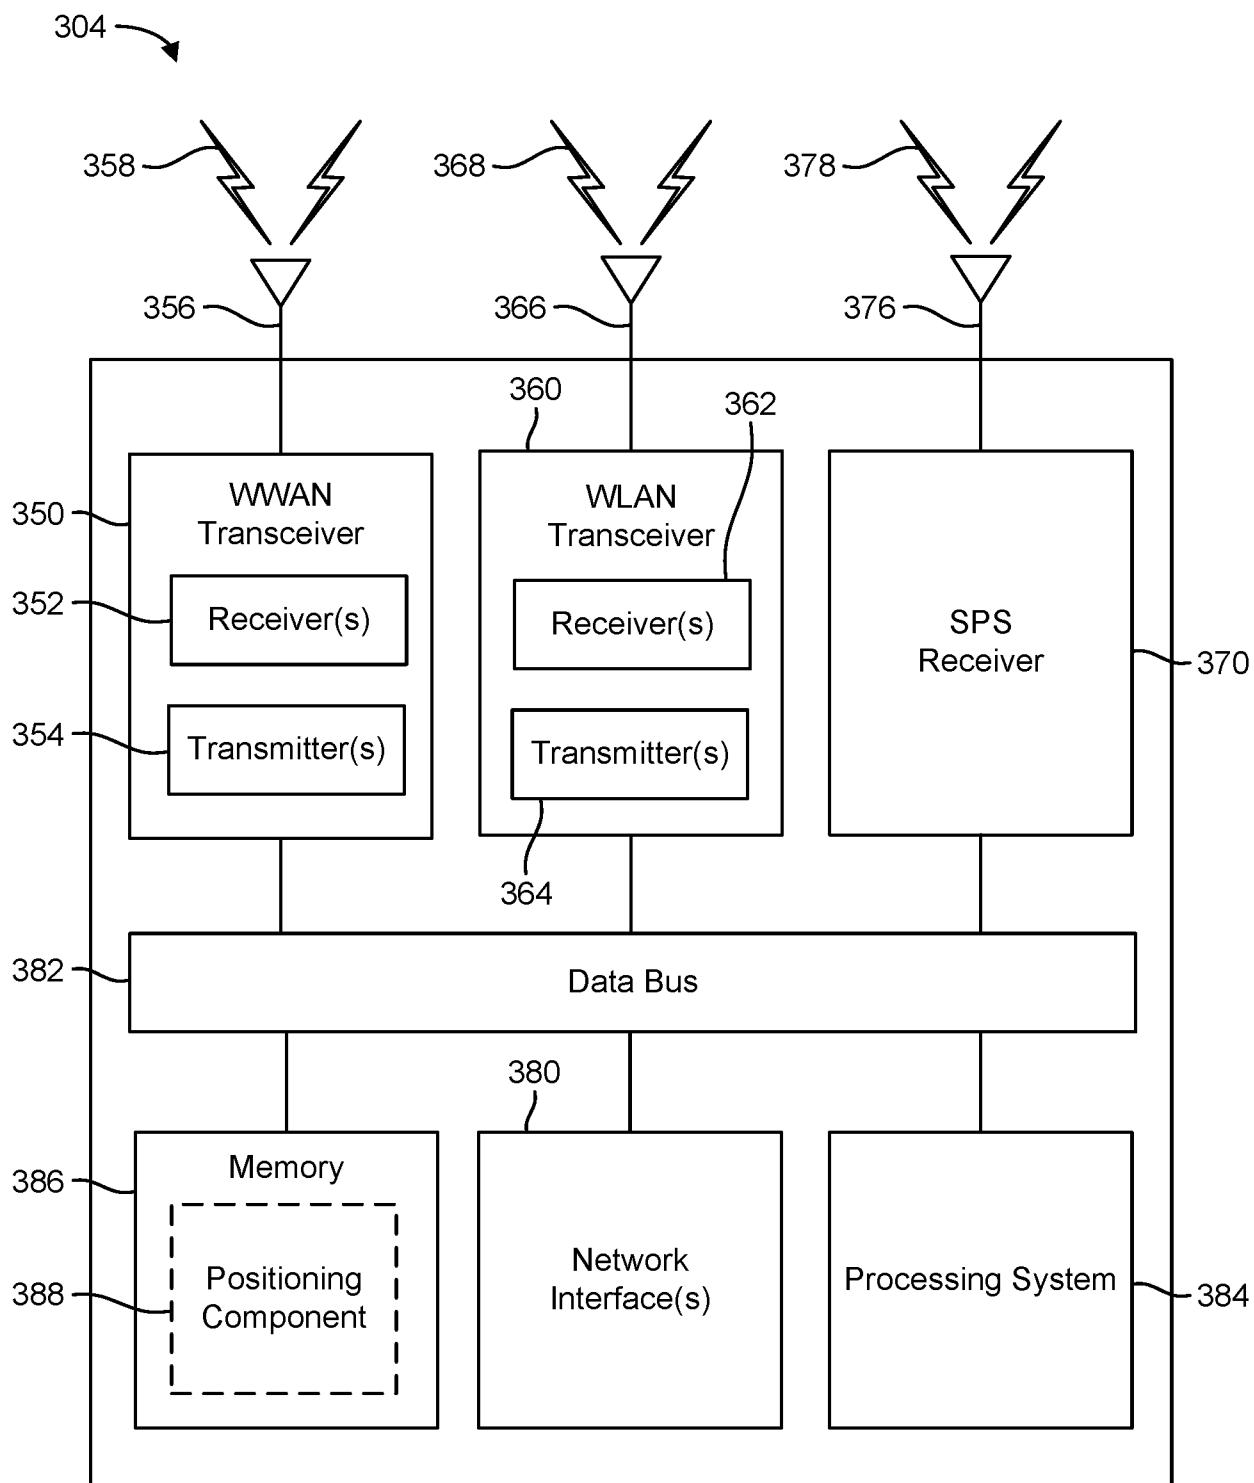 304
358
368
378
356
366
376
360
362
WWAN
Transceiver
WLAN
Transceiver
350
352
Receiver(s)
Receiver(s)
SPS
Receiver
370
354
Transmitter(s)
Transmitter(s)
364
382
Data Bus
380
386
Memory
388
Positioning
Component
Network
Interface(s)
Processing System
384